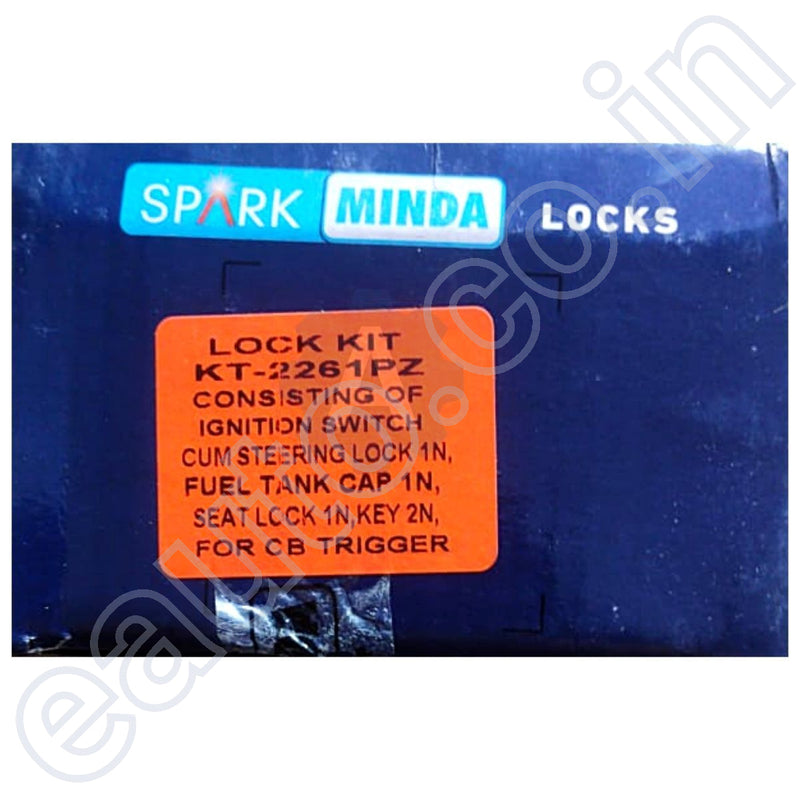 SPARK MINDA LOCKS
LOCK KIT
KT-2261PZ
CONSISTING OF
IGNITION SWITCH
CUM STEERING LOCK 1N,
FUEL TANK CAP 1N,
SEAT LOCK 1N,KEY 2N,
FOR CB TRIGGER
eauto.co.in